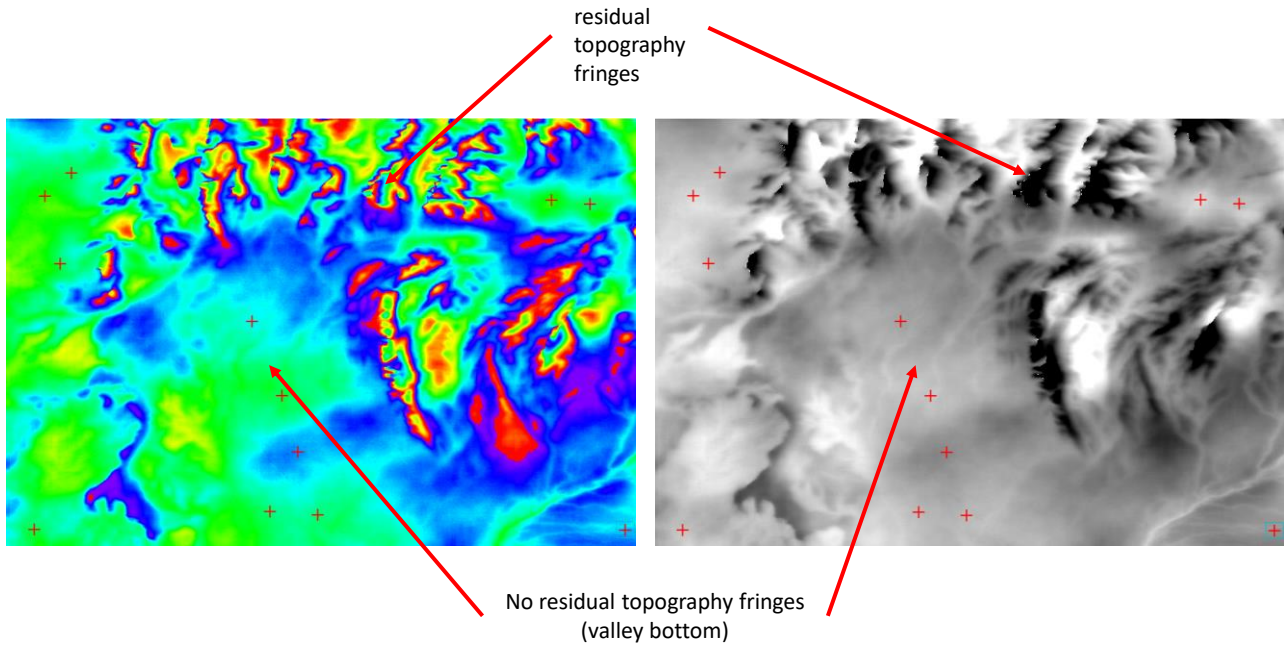 residual
topography
fringes
No residual topography fringes
(valley bottom)